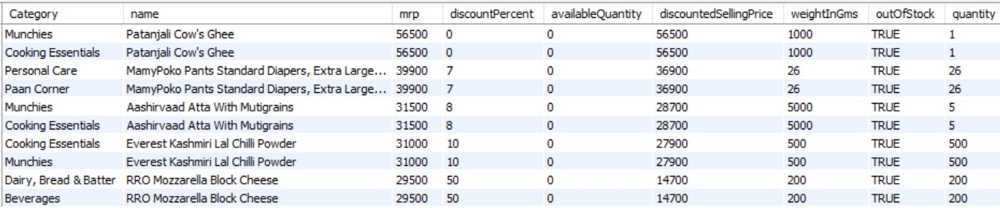 Category name mrp discountPercent availableQuantity discountedSellingPrice weightInGms outOfStock quantity
Munchies Patanjali Cow's Ghee 56500 0 0 56500 1000 TRUE 1
Cooking Essentials Patanjali Cow's Ghee 56500 0 0 56500 1000 TRUE 1
Personal Care MamyPoko Pants Standard Diapers, Extra Large... 39900 7 0 36900 26 TRUE 26
Paan Corner MamyPoko Pants Standard Diapers, Extra Large... 39900 7 0 36900 26 TRUE 26
Munchies Aashirvaad Atta With Mutigrains 31500 8 0 28700 5000 TRUE 5
Cooking Essentials Aashirvaad Atta With Mutigrains 31500 8 0 28700 5000 TRUE 5
Cooking Essentials Everest Kashmiri Lal Chilli Powder 31000 10 0 27900 500 TRUE 500
Munchies Everest Kashmiri Lal Chilli Powder 31000 10 0 27900 500 TRUE 500
Dairy, Bread & Batter RRO Mozzarella Block Cheese 29500 50 0 14700 200 TRUE 200
Beverages RRO Mozzarella Block Cheese 29500 50 0 14700 200 TRUE 200